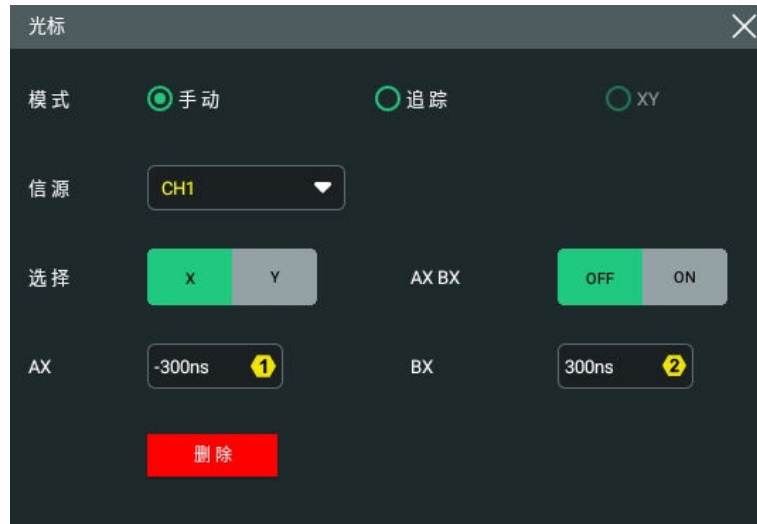 光标
模式 手动 追踪 XY
信源 CH1
选择 X Y AX BX OFF ON
AX -300ns 1 BX 300ns 2
删除